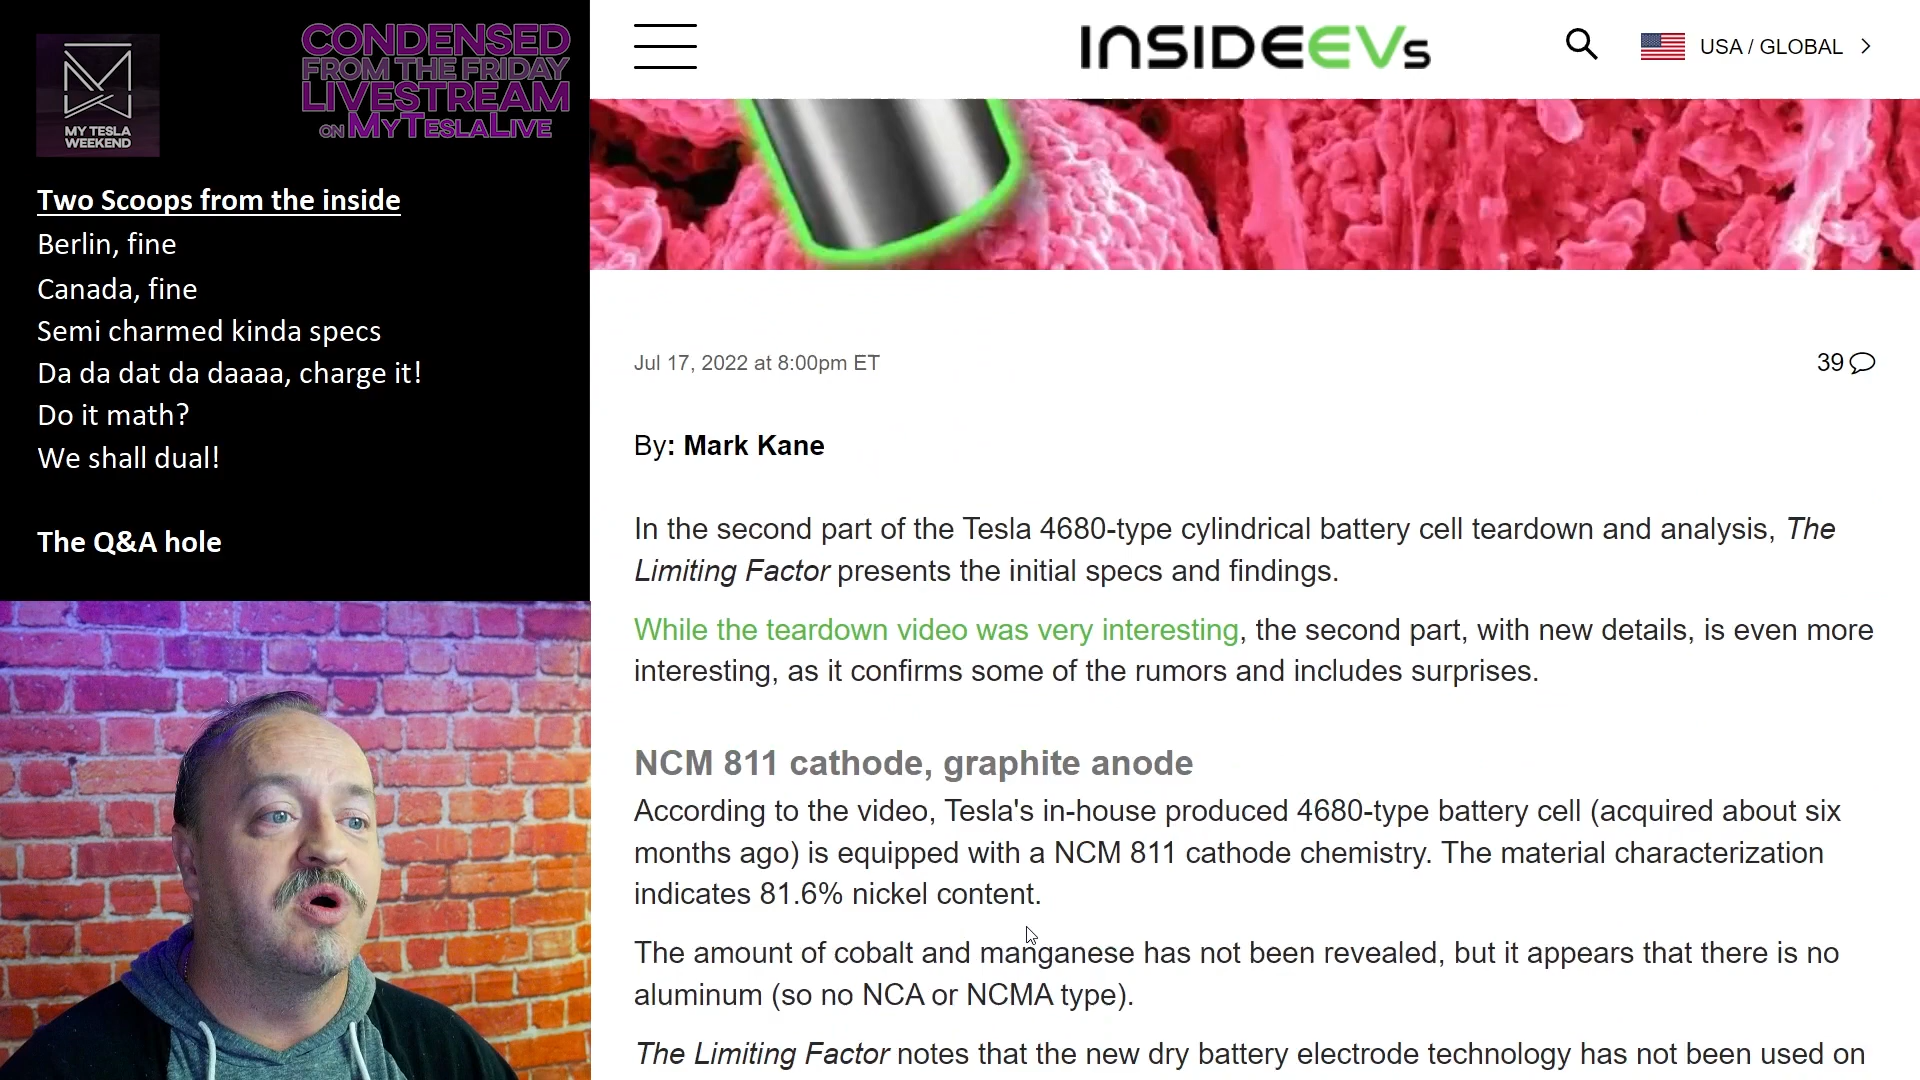 MY TESLA
WEEKEND
CONDENSED
FROM THE FRIDAY
LIVESTREAM
ON MYTESLALIVE
Two Scoops from the inside
Berlin, fine
Canada, fine
Semi charmed kinda specs
Da da dat da daaaa, charge it!
Do it math?
We shall dual!
The Q&A hole
INSIDEEVs
USA / GLOBAL
Jul 17, 2022 at 8:00pm ET
39
By: Mark Kane
In the second part of the Tesla 4680-type cylindrical battery cell teardown and analysis, The
Limiting Factor presents the initial specs and findings.
While the teardown video was very interesting, the second part, with new details, is even more
interesting, as it confirms some of the rumors and includes surprises.
NCM 811 cathode, graphite anode
According to the video, Tesla's in-house produced 4680-type battery cell (acquired about six
months ago) is equipped with a NCM 811 cathode chemistry. The material characterization
indicates 81.6% nickel content.
The amount of cobalt and manganese has not been revealed, but it appears that there is no
aluminum (so no NCA or NCMA type).
The Limiting Factor notes that the new dry battery electrode technology has not been used on